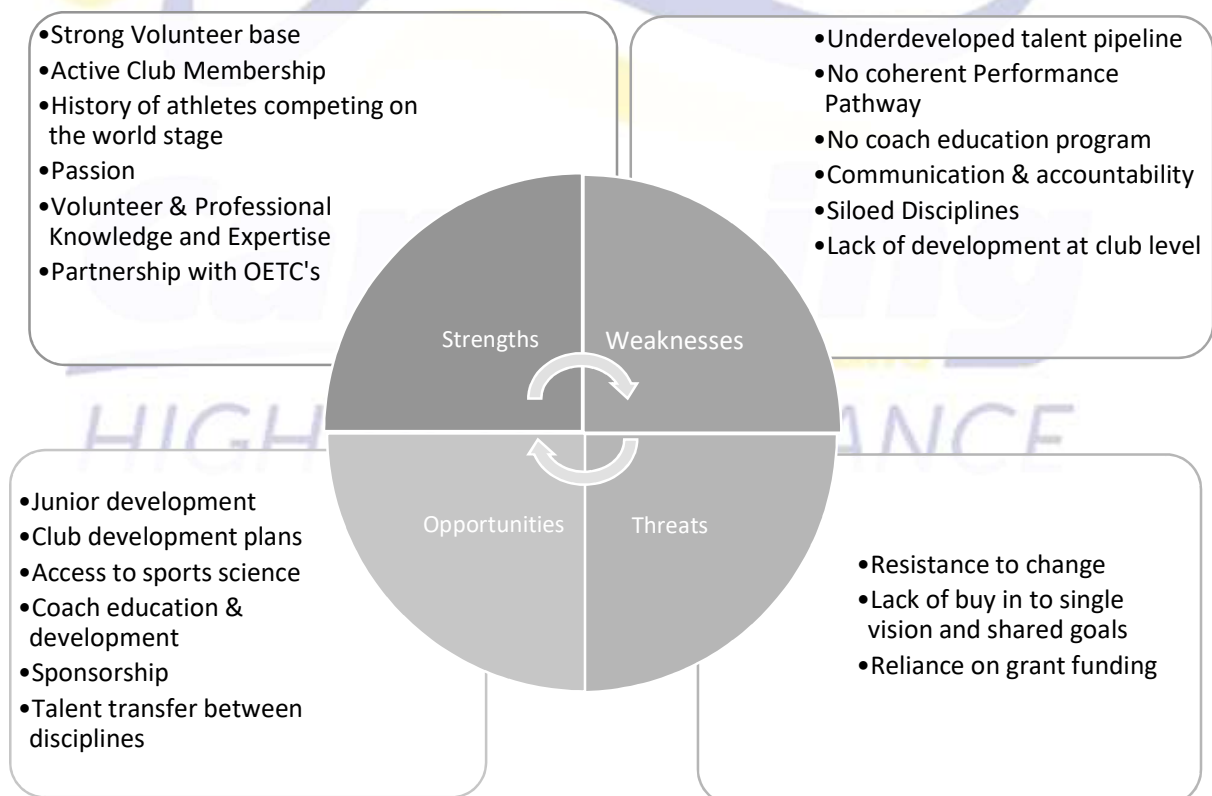 •Strong Volunteer base
•Active Club Membership
•History of athletes competing on
the world stage
•Passion
•Volunteer & Professional
Knowledge and Expertise
•Partnership with OETC's
•Underdeveloped talent pipeline
•No coherent Performance
Pathway
•No coach education program
•Communication & accountability
•Siloed Disciplines
•Lack of development at club level
Strengths
Weaknesses
Opportunities
Threats
•Junior development
•Club development plans
•Access to sports science
•Coach education &
development
•Sponsorship
•Talent transfer between
disciplines
•Resistance to change
•Lack of buy in to single
vision and shared goals
•Reliance on grant funding